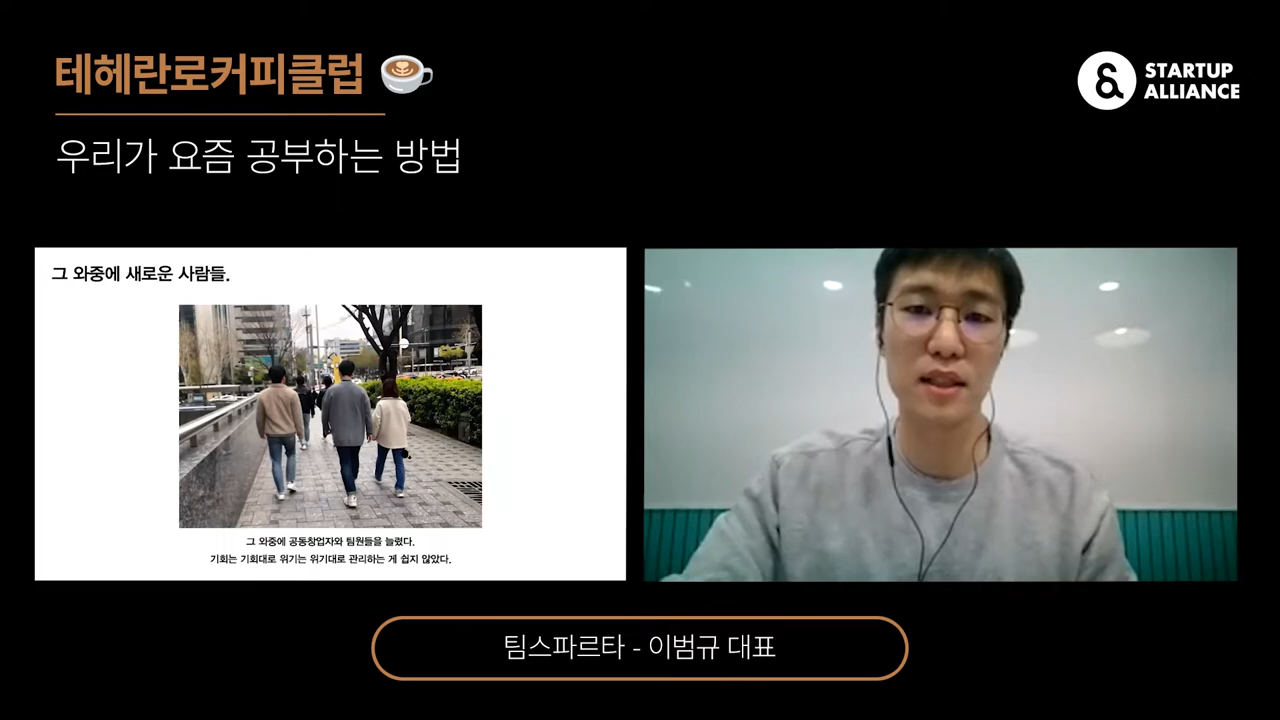 테헤란로커피클럽
STARTUP
ALLIANCE
우리가 요즘 공부하는 방법
그 와중에 새로운 사람들.
그 와중에 공동창업자와 팀원들을 늘렸다.
기회는 기회대로 위기는 위기대로 관리하는 게 쉽지 않았다.
팀스파르타 - 이범규 대표